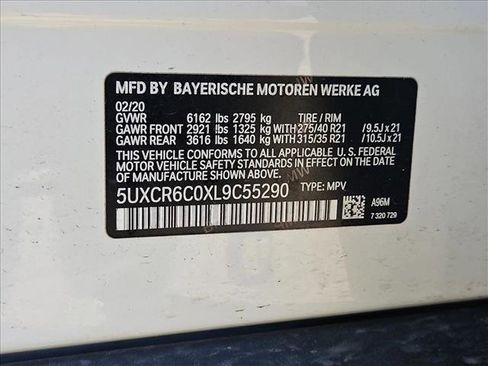 MFD BY BAYERISCHE MOTOREN WERKE AG
02/20
GVWR 6162 lbs 2795 kg TIRE / RIM
GAWR FRONT 2921 lbs 1325 kg WITH 275/40 R21 /9.5J x 21
GAWR REAR 3616 lbs 1640 kg WITH 315/35 R21 /10.5J x 21
THIS VEHICLE CONFORMS TO ALL APPLICABLE U. S. FEDERAL
MOTOR VEHICLE SAFETY STANDARDS IN EFFECT ON THE DATE
OF MANUFACTURE SHOWN ABOVE.
5UXCR6C0XL9C55290 TYPE: MPV
A96M
7 320 729